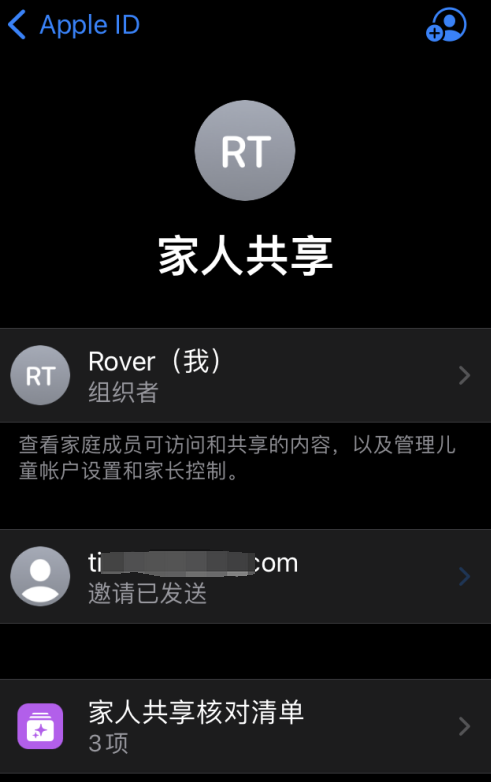 Apple ID
RT
家人共享
RT
Rover（我）
组织者
查看家庭成员可访问和共享的内容，以及管理儿
童帐户设置和家长控制。
ti com
邀请已发送
家人共享核对清单
3项